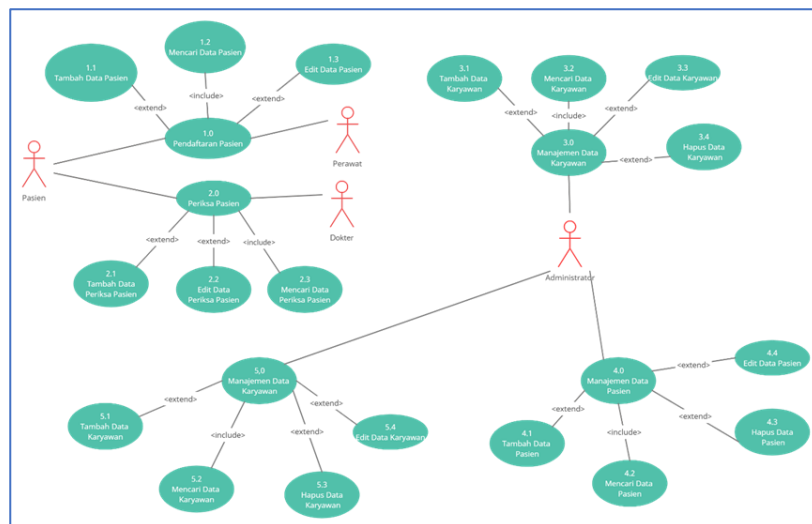 1.1
Tambah Data Pasien
1.2
Mencari Data Pasien
1.3
Edit Data Pasien
<extend>
<include>
<extend>
1.0
Pendaftaran Pasien
Pasien
Perawat
2.0
Periksa Pasien
Dokter
<extend>
<extend>
<include>
2.1
Tambah Data
Periksa Pasien
2.2
Edit Data
Periksa Pasien
2.3
Mencari Data
Periksa Pasien
3.1
Tambah Data
Karyawan
3.2
Mencari Data
Karyawan
3.3
Edit Data Karyawan
<extend>
<include>
<extend>
3.0
Manajemen Data
Karyawan
<extend>
3.4
Hapus Data
Karyawan
Administrator
5,0
Manajemen Data
Karyawan
<extend>
<include>
<extend>
<extend>
5.1
Tambah Data
Karyawan
5.2
Mencari Data
Karyawan
5.3
Hapus Data
Karyawan
5.4
Edit Data Karyawan
4.0
Manajemen Data
Pasien
<extend>
<include>
<extend>
<extend>
4.1
Tambah Data
Pasien
4.2
Mencari Data
Pasien
4.3
Hapus Data
Pasien
4.4
Edit Data Pasien